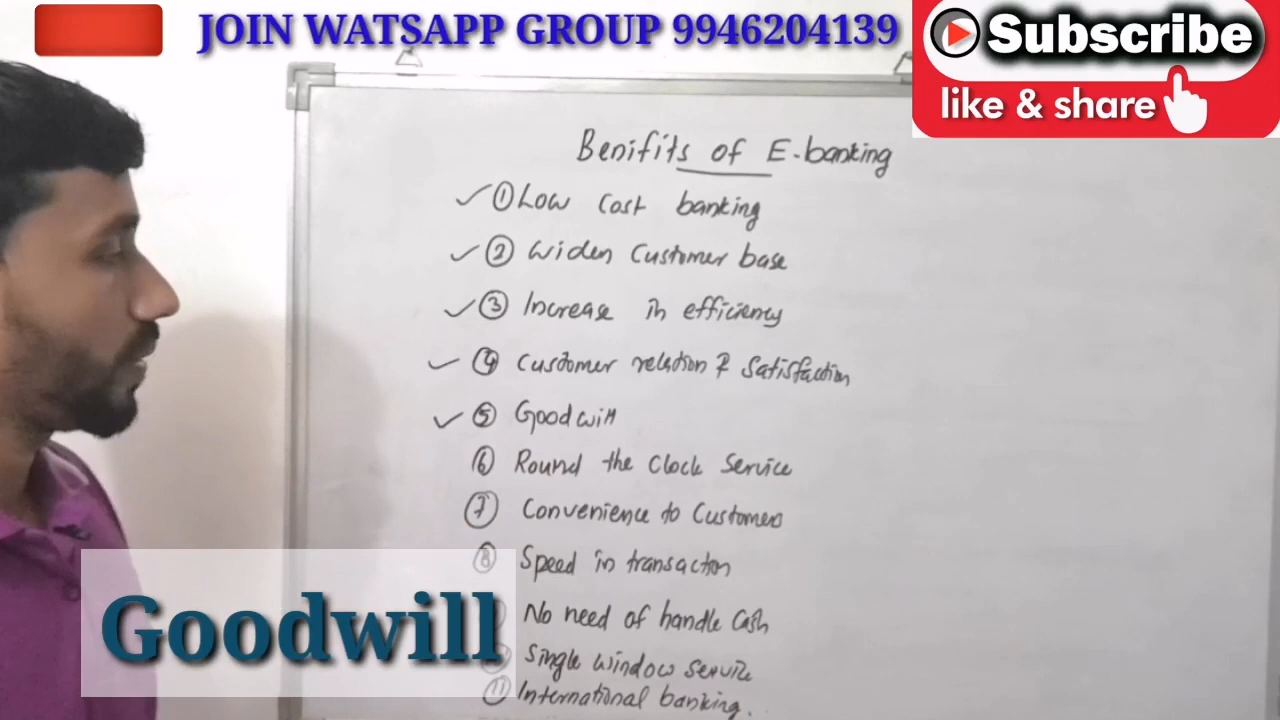 JOIN WATSAPP GROUP 9946204139
Subscribe
like & share
Benifits of E-banking
① Low cost banking
② Widen Customer base
③ Increase in efficiency
④ Customer relation & Satisfaction
⑤ Goodwill
⑥ Round the Clock Service
⑦ Convenience to Customers
⑧ Speed in transaction
No need of handle Cash
Single window service
⑪ International banking.
Goodwill